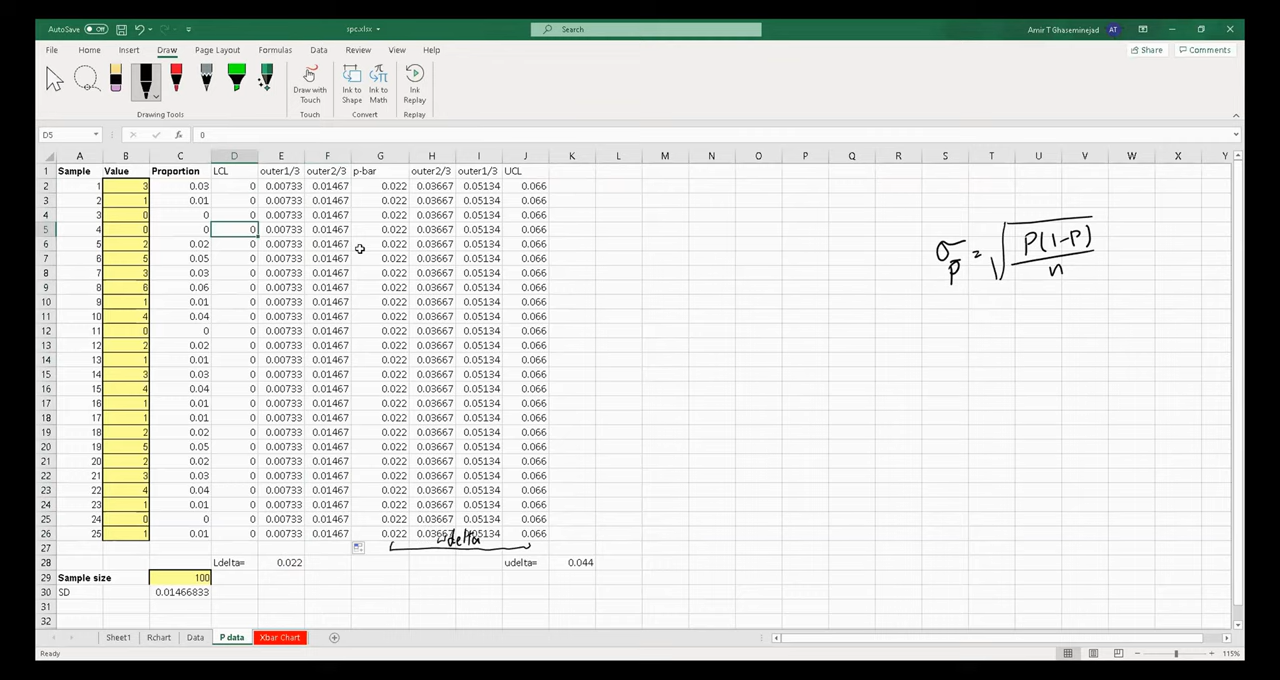 AutoSave Off spc.xlsx Search Amir T Ghaseminejad AT
File Home Insert Draw Page Layout Formulas Data Review View Help Share Comments
Draw with Touch Ink to Shape Ink to Math Ink Replay
Drawing Tools Touch Convert Replay
D5 fx 0
A B C D E F G H I J K L M N O P Q R S T U V W X Y
1 Sample Value Proportion LCL outer1/3 outer2/3 p-bar outer2/3 outer1/3 UCL
2 1 3 0.03 0 0.00733 0.01467 0.022 0.03667 0.05134 0.066
3 2 1 0.01 0 0.00733 0.01467 0.022 0.03667 0.05134 0.066
4 3 0 0 0 0.00733 0.01467 0.022 0.03667 0.05134 0.066
5 4 0 0 0 0.00733 0.01467 0.022 0.03667 0.05134 0.066
6 5 2 0.02 0 0.00733 0.01467 0.022 0.03667 0.05134 0.066
7 6 5 0.05 0 0.00733 0.01467 0.022 0.03667 0.05134 0.066
8 7 3 0.03 0 0.00733 0.01467 0.022 0.03667 0.05134 0.066
9 8 6 0.06 0 0.00733 0.01467 0.022 0.03667 0.05134 0.066
10 9 1 0.01 0 0.00733 0.01467 0.022 0.03667 0.05134 0.066
11 10 4 0.04 0 0.00733 0.01467 0.022 0.03667 0.05134 0.066
12 11 0 0 0 0.00733 0.01467 0.022 0.03667 0.05134 0.066
13 12 2 0.02 0 0.00733 0.01467 0.022 0.03667 0.05134 0.066
14 13 1 0.01 0 0.00733 0.01467 0.022 0.03667 0.05134 0.066
15 14 3 0.03 0 0.00733 0.01467 0.022 0.03667 0.05134 0.066
16 15 4 0.04 0 0.00733 0.01467 0.022 0.03667 0.05134 0.066
17 16 1 0.01 0 0.00733 0.01467 0.022 0.03667 0.05134 0.066
18 17 1 0.01 0 0.00733 0.01467 0.022 0.03667 0.05134 0.066
19 18 2 0.02 0 0.00733 0.01467 0.022 0.03667 0.05134 0.066
20 19 5 0.05 0 0.00733 0.01467 0.022 0.03667 0.05134 0.066
21 20 2 0.02 0 0.00733 0.01467 0.022 0.03667 0.05134 0.066
22 21 3 0.03 0 0.00733 0.01467 0.022 0.03667 0.05134 0.066
23 22 4 0.04 0 0.00733 0.01467 0.022 0.03667 0.05134 0.066
24 23 1 0.01 0 0.00733 0.01467 0.022 0.03667 0.05134 0.066
25 24 0 0 0 0.00733 0.01467 0.022 0.03667 0.05134 0.066
26 25 1 0.01 0 0.00733 0.01467 0.022 0.03667 0.05134 0.066
udelta
27
28 Ldelta= 0.022 udelta= 0.044
29 Sample size 100
30 SD 0.01466833
31
32
σp = √(P(1-P)/n)
Sheet1 Rchart Data P data Xbar Chart
Ready 115%